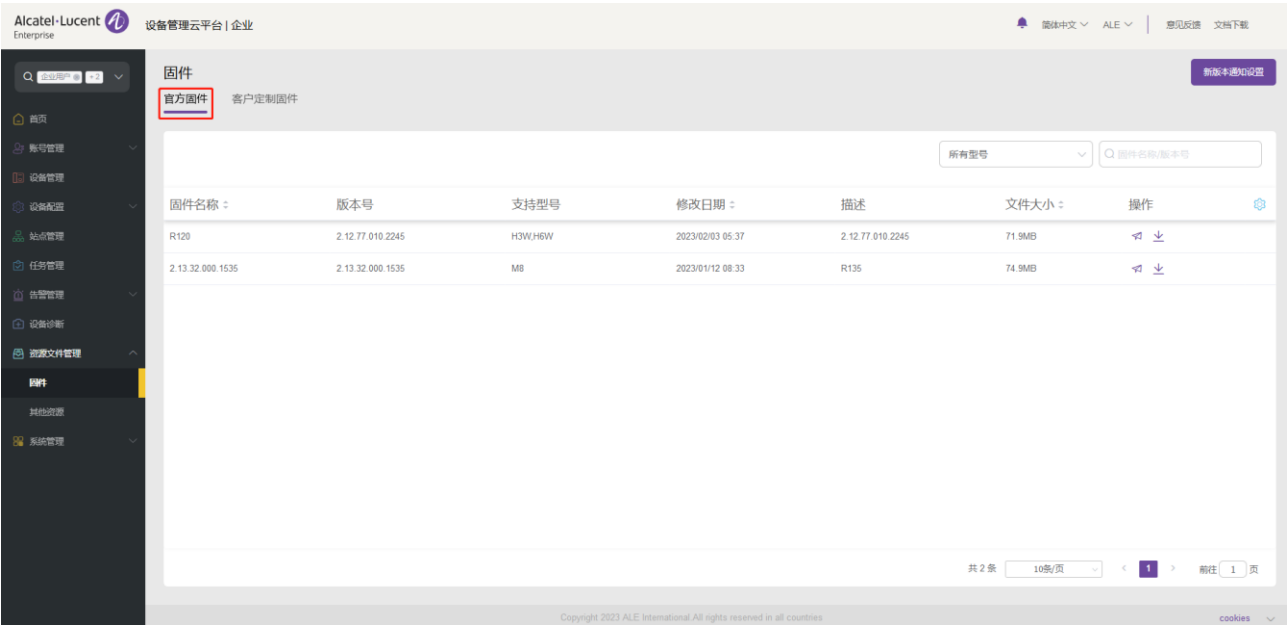 Alcatel·Lucent
Enterprise
设备管理云平台 | 企业
简体中文 ALE 意见反馈 文档下载
企业用户 + 2
首页
账号管理
设备管理
设备配置
站点管理
任务管理
告警管理
设备诊断
资源文件管理
固件
其他资源
系统管理
固件
新版本通知设置
官方固件 客户定制固件
所有型号 固件名称/版本号
固件名称 版本号 支持型号 修改日期 描述 文件大小 操作
R120 2.12.77.010.2245 H3W,H6W 2023/02/03 05:37 2.12.77.010.2245 71.9MB
2.13.32.000.1535 2.13.32.000.1535 M8 2023/01/12 08:33 R135 74.9MB
共 2 条 10条/页 1 前往 1 页
Copyright 2023 ALE International.All rights reserved in all countries
cookies